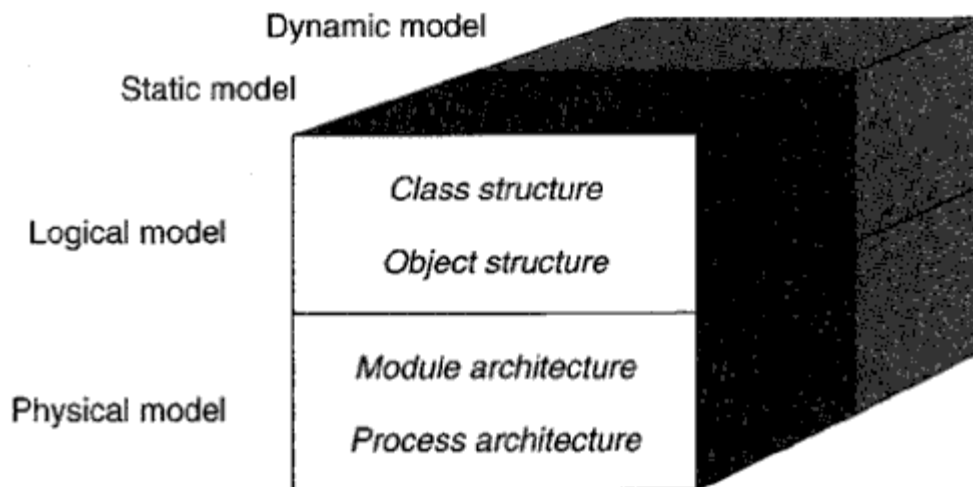 Dynamic model
Static model
Class structure
Logical model
Object structure
Module architecture
Physical model
Process architecture